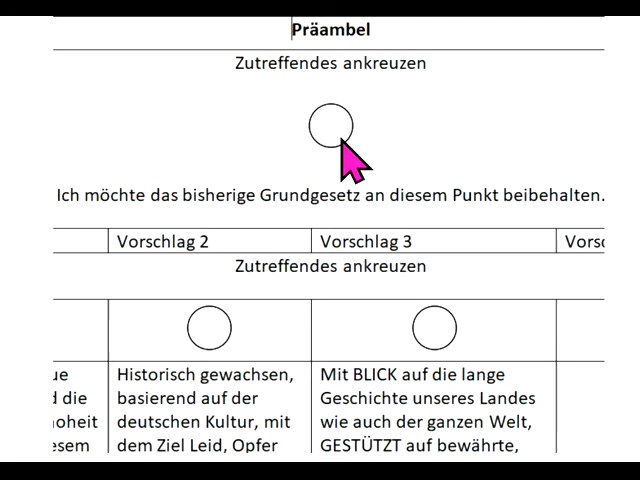 Präambel
Zutreffendes ankreuzen
Ich möchte das bisherige Grundgesetz an diesem Punkt beibehalten.
Vorschlag 2 Vorschlag 3
Zutreffendes ankreuzen
Historisch gewachsen,
basierend auf der
deutschen Kultur, mit
dem Ziel Leid, Opfer
Mit BLICK auf die lange
Geschichte unseres Landes
wie auch der ganzen Welt,
GESTÜTZT auf bewährte,